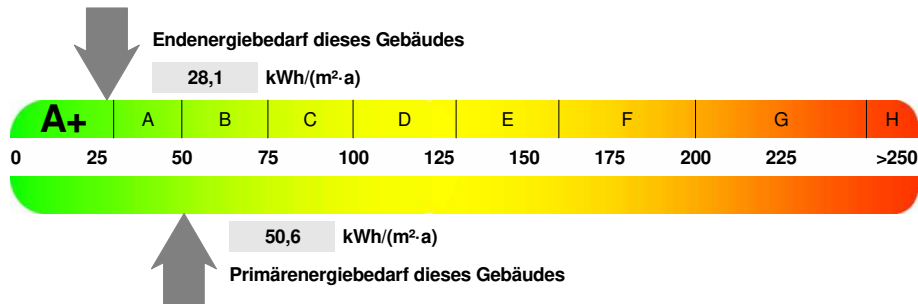 Endenergiebedarf dieses Gebäudes
28,1 kWh/(m²·a)
A+ A B C D E F G H
0 25 50 75 100 125 150 175 200 225 >250
50,6 kWh/(m²·a)
Primärenergiebedarf dieses Gebäudes